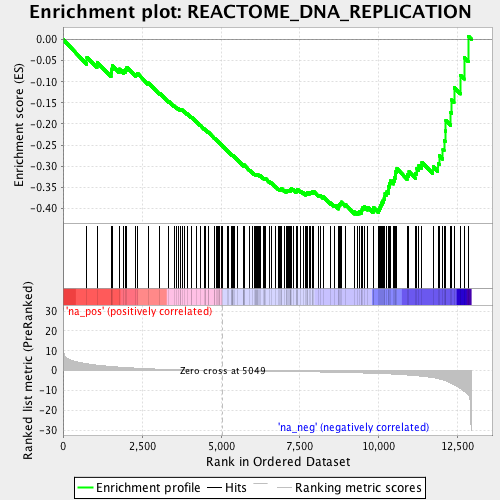 Enrichment plot: REACTOME_DNA_REPLICATION
Enrichment score (ES)
0.00
-0.05
-0.10
-0.15
-0.20
-0.25
-0.30
-0.35
-0.40
'na_pos' (positively correlated)
Ranked list metric (PreRanked)
30
20
10
0
-10
-20
-30
Zero cross at 5049
'na_neg' (negatively correlated)
0
2,500
5,000
7,500
10,000
12,500
Rank in Ordered Dataset
Enrichment profile
Hits
Ranking metric scores